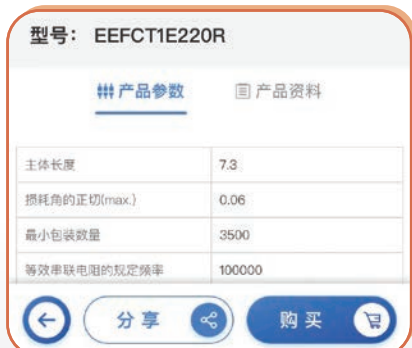 型号： EEFCT1E220R
产品参数 产品资料
主体长度 7.3
损耗角的正切(max.) 0.06
最小包装数量 3500
等效串联电阻的规定频率 100000
分享 购买